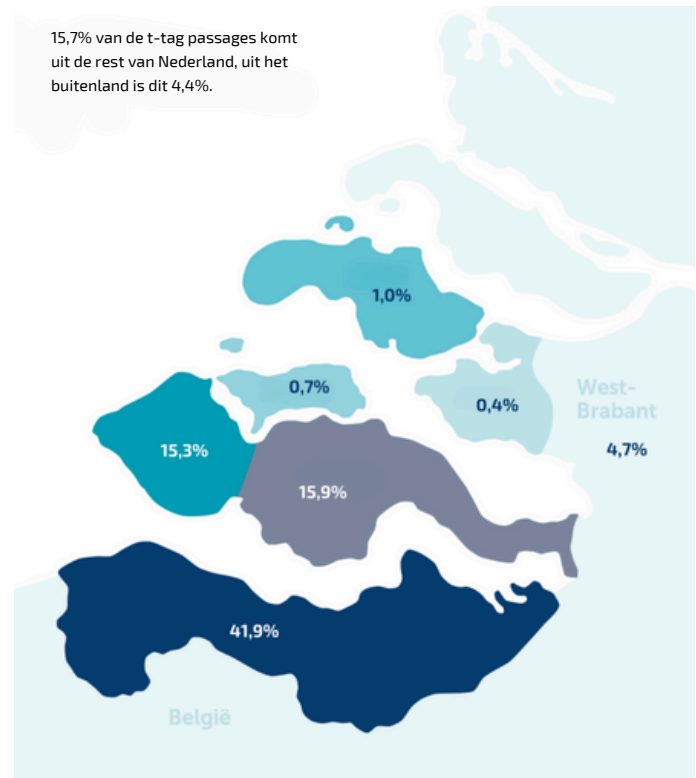 15,7% van de t-tag passages komt
uit de rest van Nederland, uit het
buitenland is dit 4,4%.
1,0%
0,7%
0,4%
West-
Brabant
4,7%
15,3%
15,9%
41,9%
België